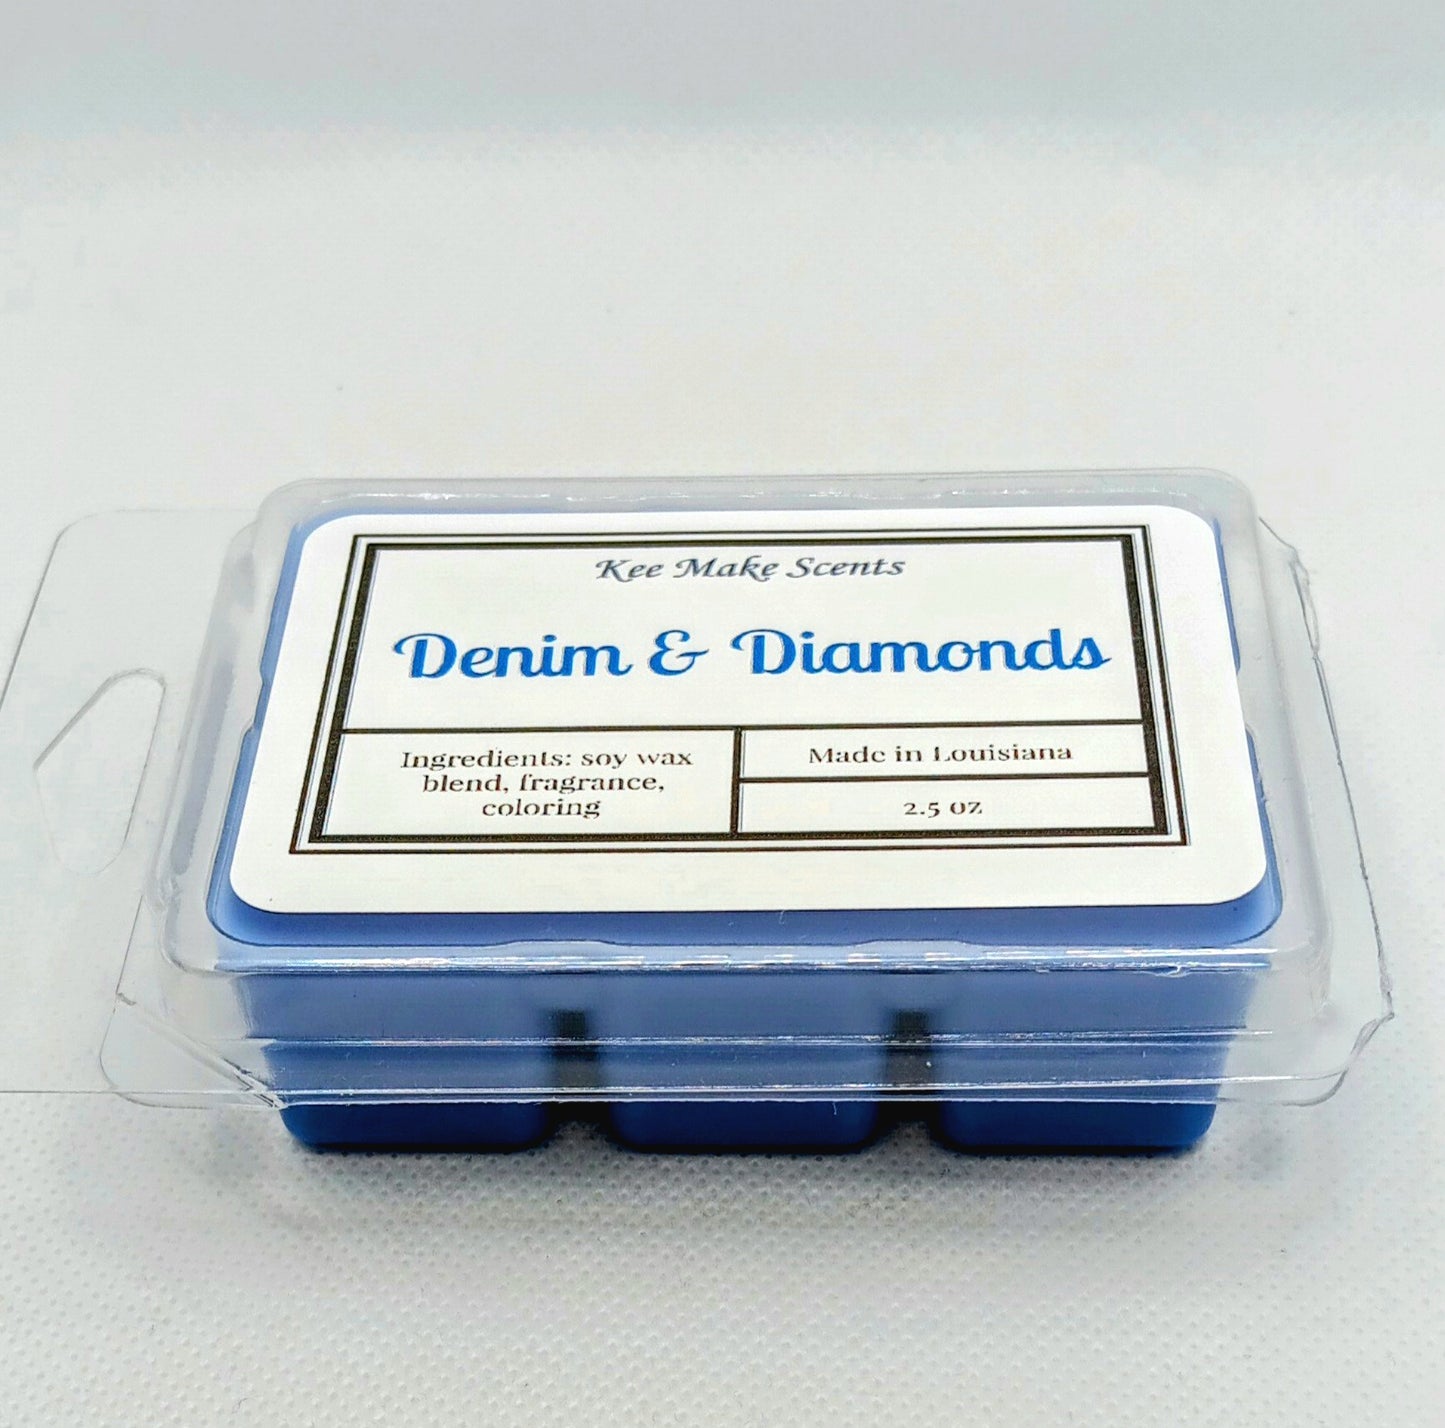 Kee Make Scents
Denim & Diamonds
Ingredients: soy wax
blend, fragrance,
coloring
Made in Louisiana
2.5 oz